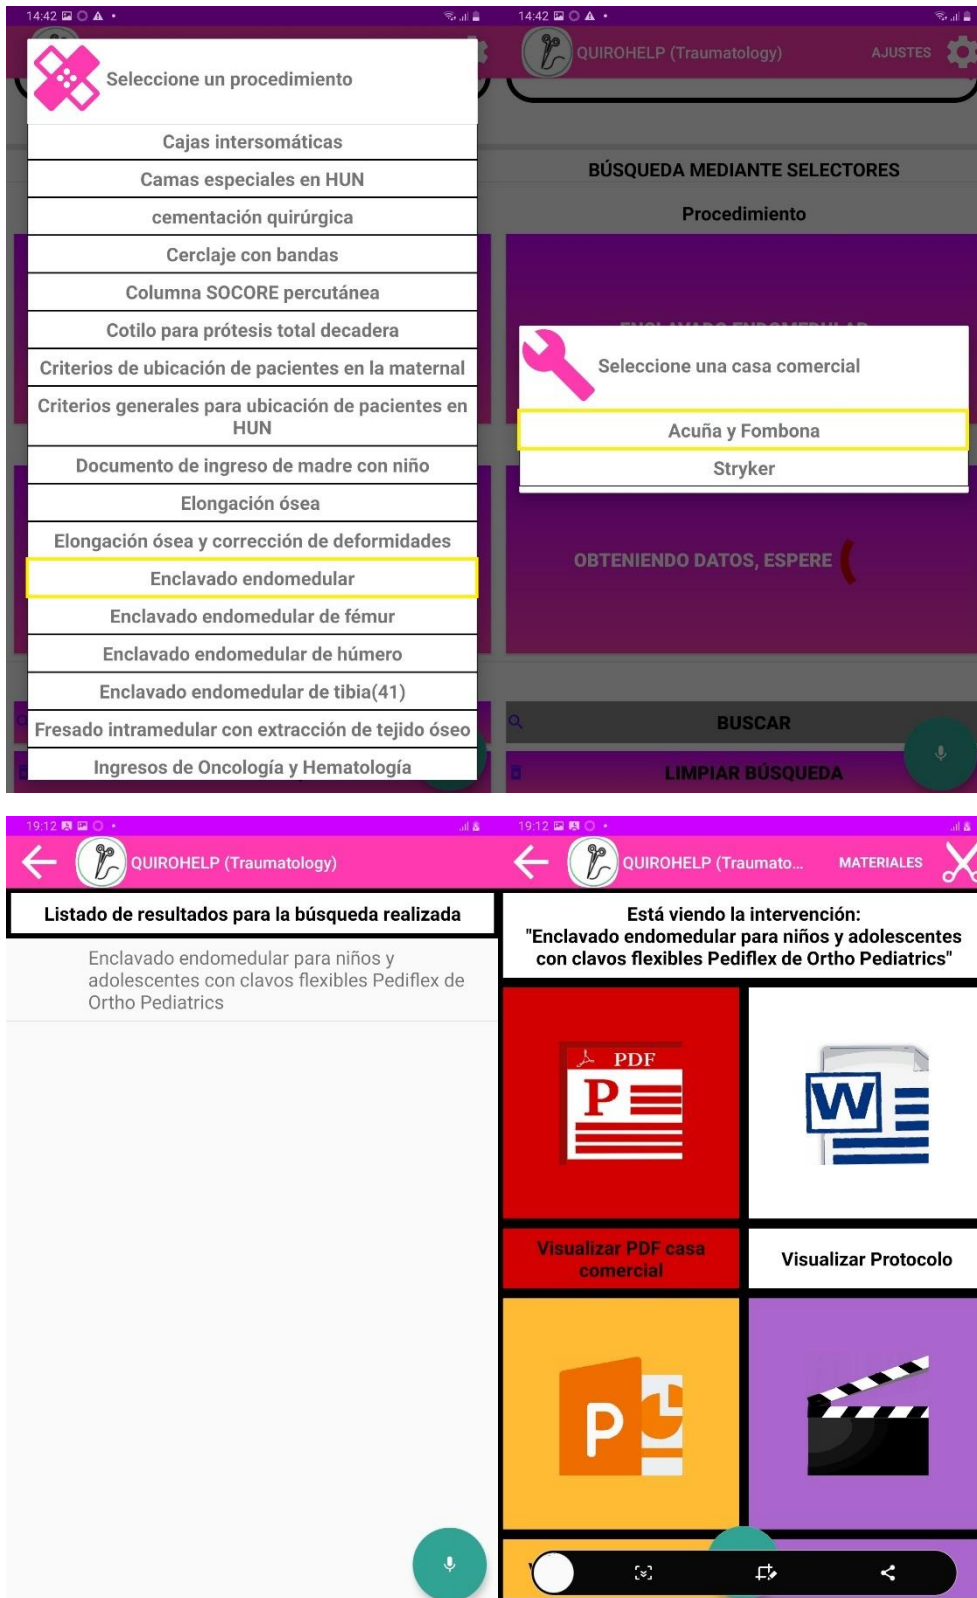 14:42
Seleccione un procedimiento
Cajas intersomáticas
Camas especiales en HUN
cementación quirúrgica
Cerclaje con bandas
Columna SOCORE percutánea
Cotilo para prótesis total decadera
Criterios de ubicación de pacientes en la maternal
Criterios generales para ubicación de pacientes en
HUN
Documento de ingreso de madre con niño
Elongación ósea
Elongación ósea y corrección de deformidades
Enclavado endomedular
Enclavado endomedular de fémur
Enclavado endomedular de húmero
Enclavado endomedular de tibia(41)
Fresado intramedular con extracción de tejido óseo
Ingresos de Oncología y Hematología
14:42
QUIROHELP (Traumatology)
AJUSTES
BÚSQUEDA MEDIANTE SELECTORES
Procedimiento
ENCLAVADO ENDOMEDULAR
Seleccione una casa comercial
Acuña y Fombona
Stryker
OBTENIENDO DATOS, ESPERE
BUSCAR
LIMPIAR BÚSQUEDA
19:12
QUIROHELP (Traumatology)
Listado de resultados para la búsqueda realizada
Enclavado endomedular para niños y
adolescentes con clavos flexibles Pediflex de
Ortho Pediatrics
19:12
QUIROHELP (Traumato...
MATERIALES
Está viendo la intervención:
"Enclavado endomedular para niños y adolescentes
con clavos flexibles Pediflex de Ortho Pediatrics"
PDF
P
W
Visualizar PDF casa
comercial
Visualizar Protocolo
P